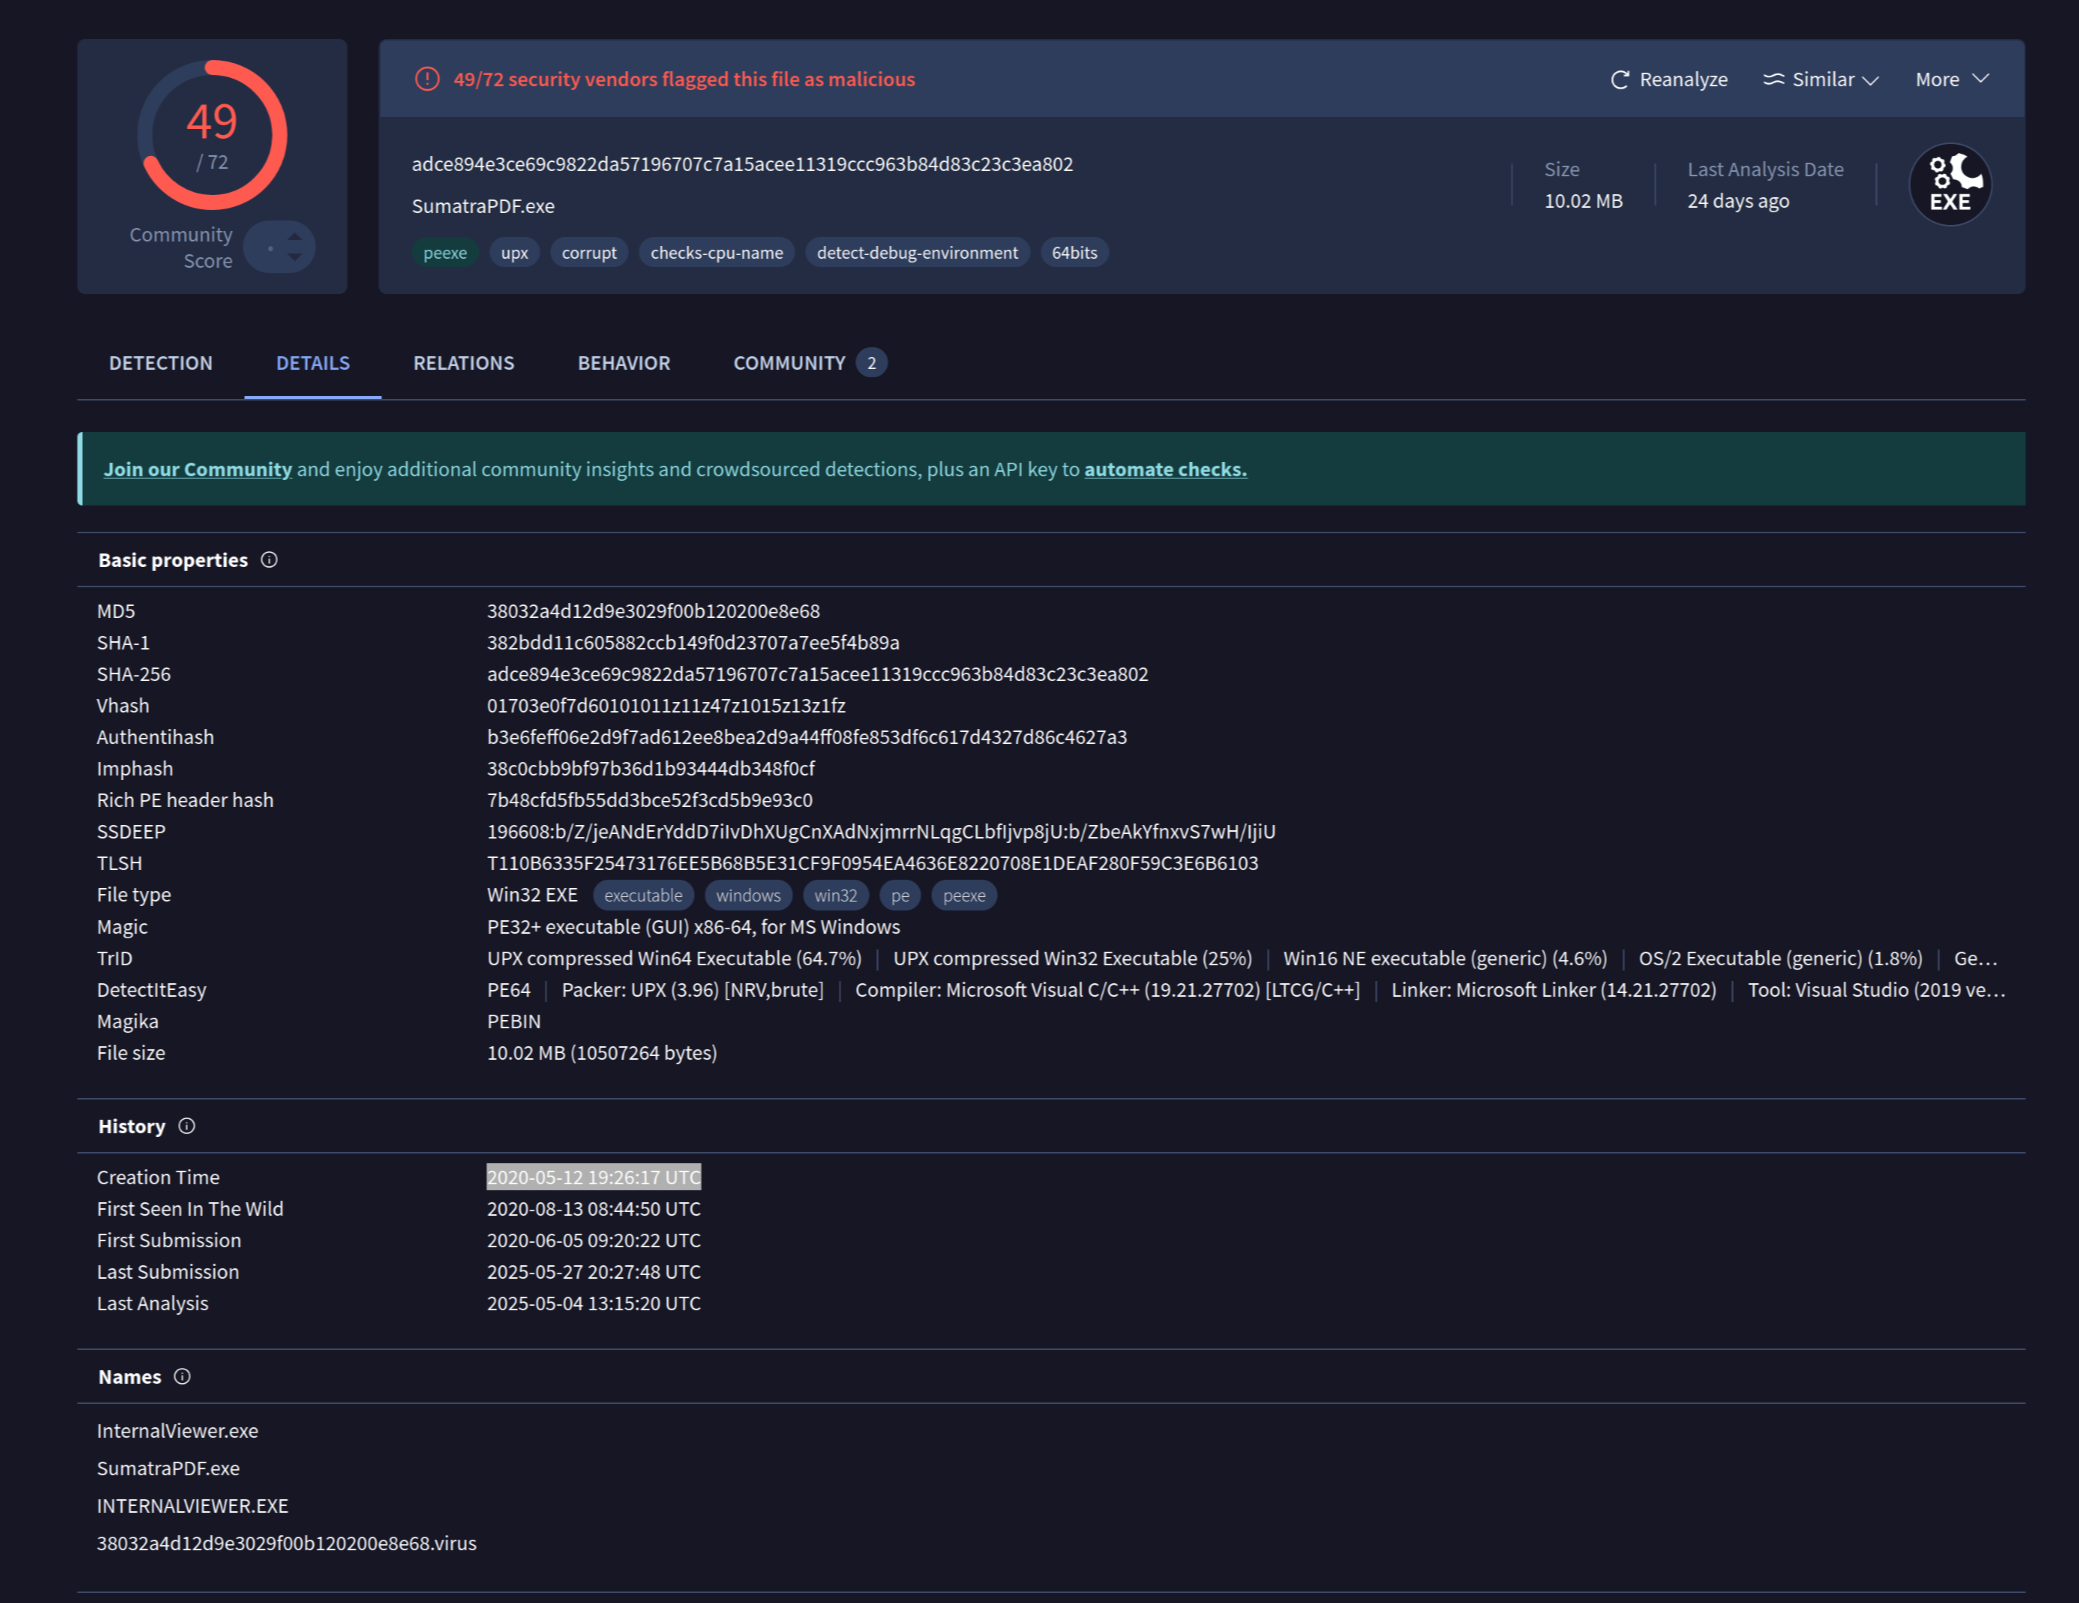 49
/ 72
Community
Score
49/72 security vendors flagged this file as malicious
Reanalyze Similar More
adce894e3ce69c9822da57196707c7a15acee11319ccc963b84d83c23c3ea802
SumatraPDF.exe
peexe upx corrupt checks-cpu-name detect-debug-environment 64bits
Size
10.02 MB
Last Analysis Date
24 days ago
EXE
DETECTION DETAILS RELATIONS BEHAVIOR COMMUNITY 2
Join our Community and enjoy additional community insights and crowdsourced detections, plus an API key to automate checks.
Basic properties
MD5 38032a4d12d9e3029f00b120200e8e68
SHA-1 382bdd11c605882ccb149f0d23707a7ee5f4b89a
SHA-256 adce894e3ce69c9822da57196707c7a15acee11319ccc963b84d83c23c3ea802
Vhash 01703e0f7d60101011z11z47z1015z13z1fz
Authentihash b3e6feff06e2d9f7ad612ee8bea2d9a44ff08fe853df6c617d4327d86c4627a3
Imphash 38c0cbb9bf97b36d1b93444db348f0cf
Rich PE header hash 7b48cfd5fb55dd3bce52f3cd5b9e93c0
SSDEEP 196608:b/Z/jeANdErYddD7iIvDhXUgCnXAdNxjmrrNLqgCLbfIjvp8jU:b/ZbeAkYfnxvS7wH/IjiU
TLSH T110B6335F25473176EE5B68B5E31CF9F0954EA4636E8220708E1DEAF280F59C3E6B6103
File type Win32 EXE executable windows win32 pe peexe
Magic PE32+ executable (GUI) x86-64, for MS Windows
TrID UPX compressed Win64 Executable (64.7%) | UPX compressed Win32 Executable (25%) | Win16 NE executable (generic) (4.6%) | OS/2 Executable (generic) (1.8%) | Ge…
DetectItEasy PE64 | Packer: UPX (3.96) [NRV,brute] | Compiler: Microsoft Visual C/C++ (19.21.27702) [LTCG/C++] | Linker: Microsoft Linker (14.21.27702) | Tool: Visual Studio (2019 ve…
Magika PEBIN
File size 10.02 MB (10507264 bytes)
History
Creation Time 2020-05-12 19:26:17 UTC
First Seen In The Wild 2020-08-13 08:44:50 UTC
First Submission 2020-06-05 09:20:22 UTC
Last Submission 2025-05-27 20:27:48 UTC
Last Analysis 2025-05-04 13:15:20 UTC
Names
InternalViewer.exe
SumatraPDF.exe
INTERNALVIEWER.EXE
38032a4d12d9e3029f00b120200e8e68.virus